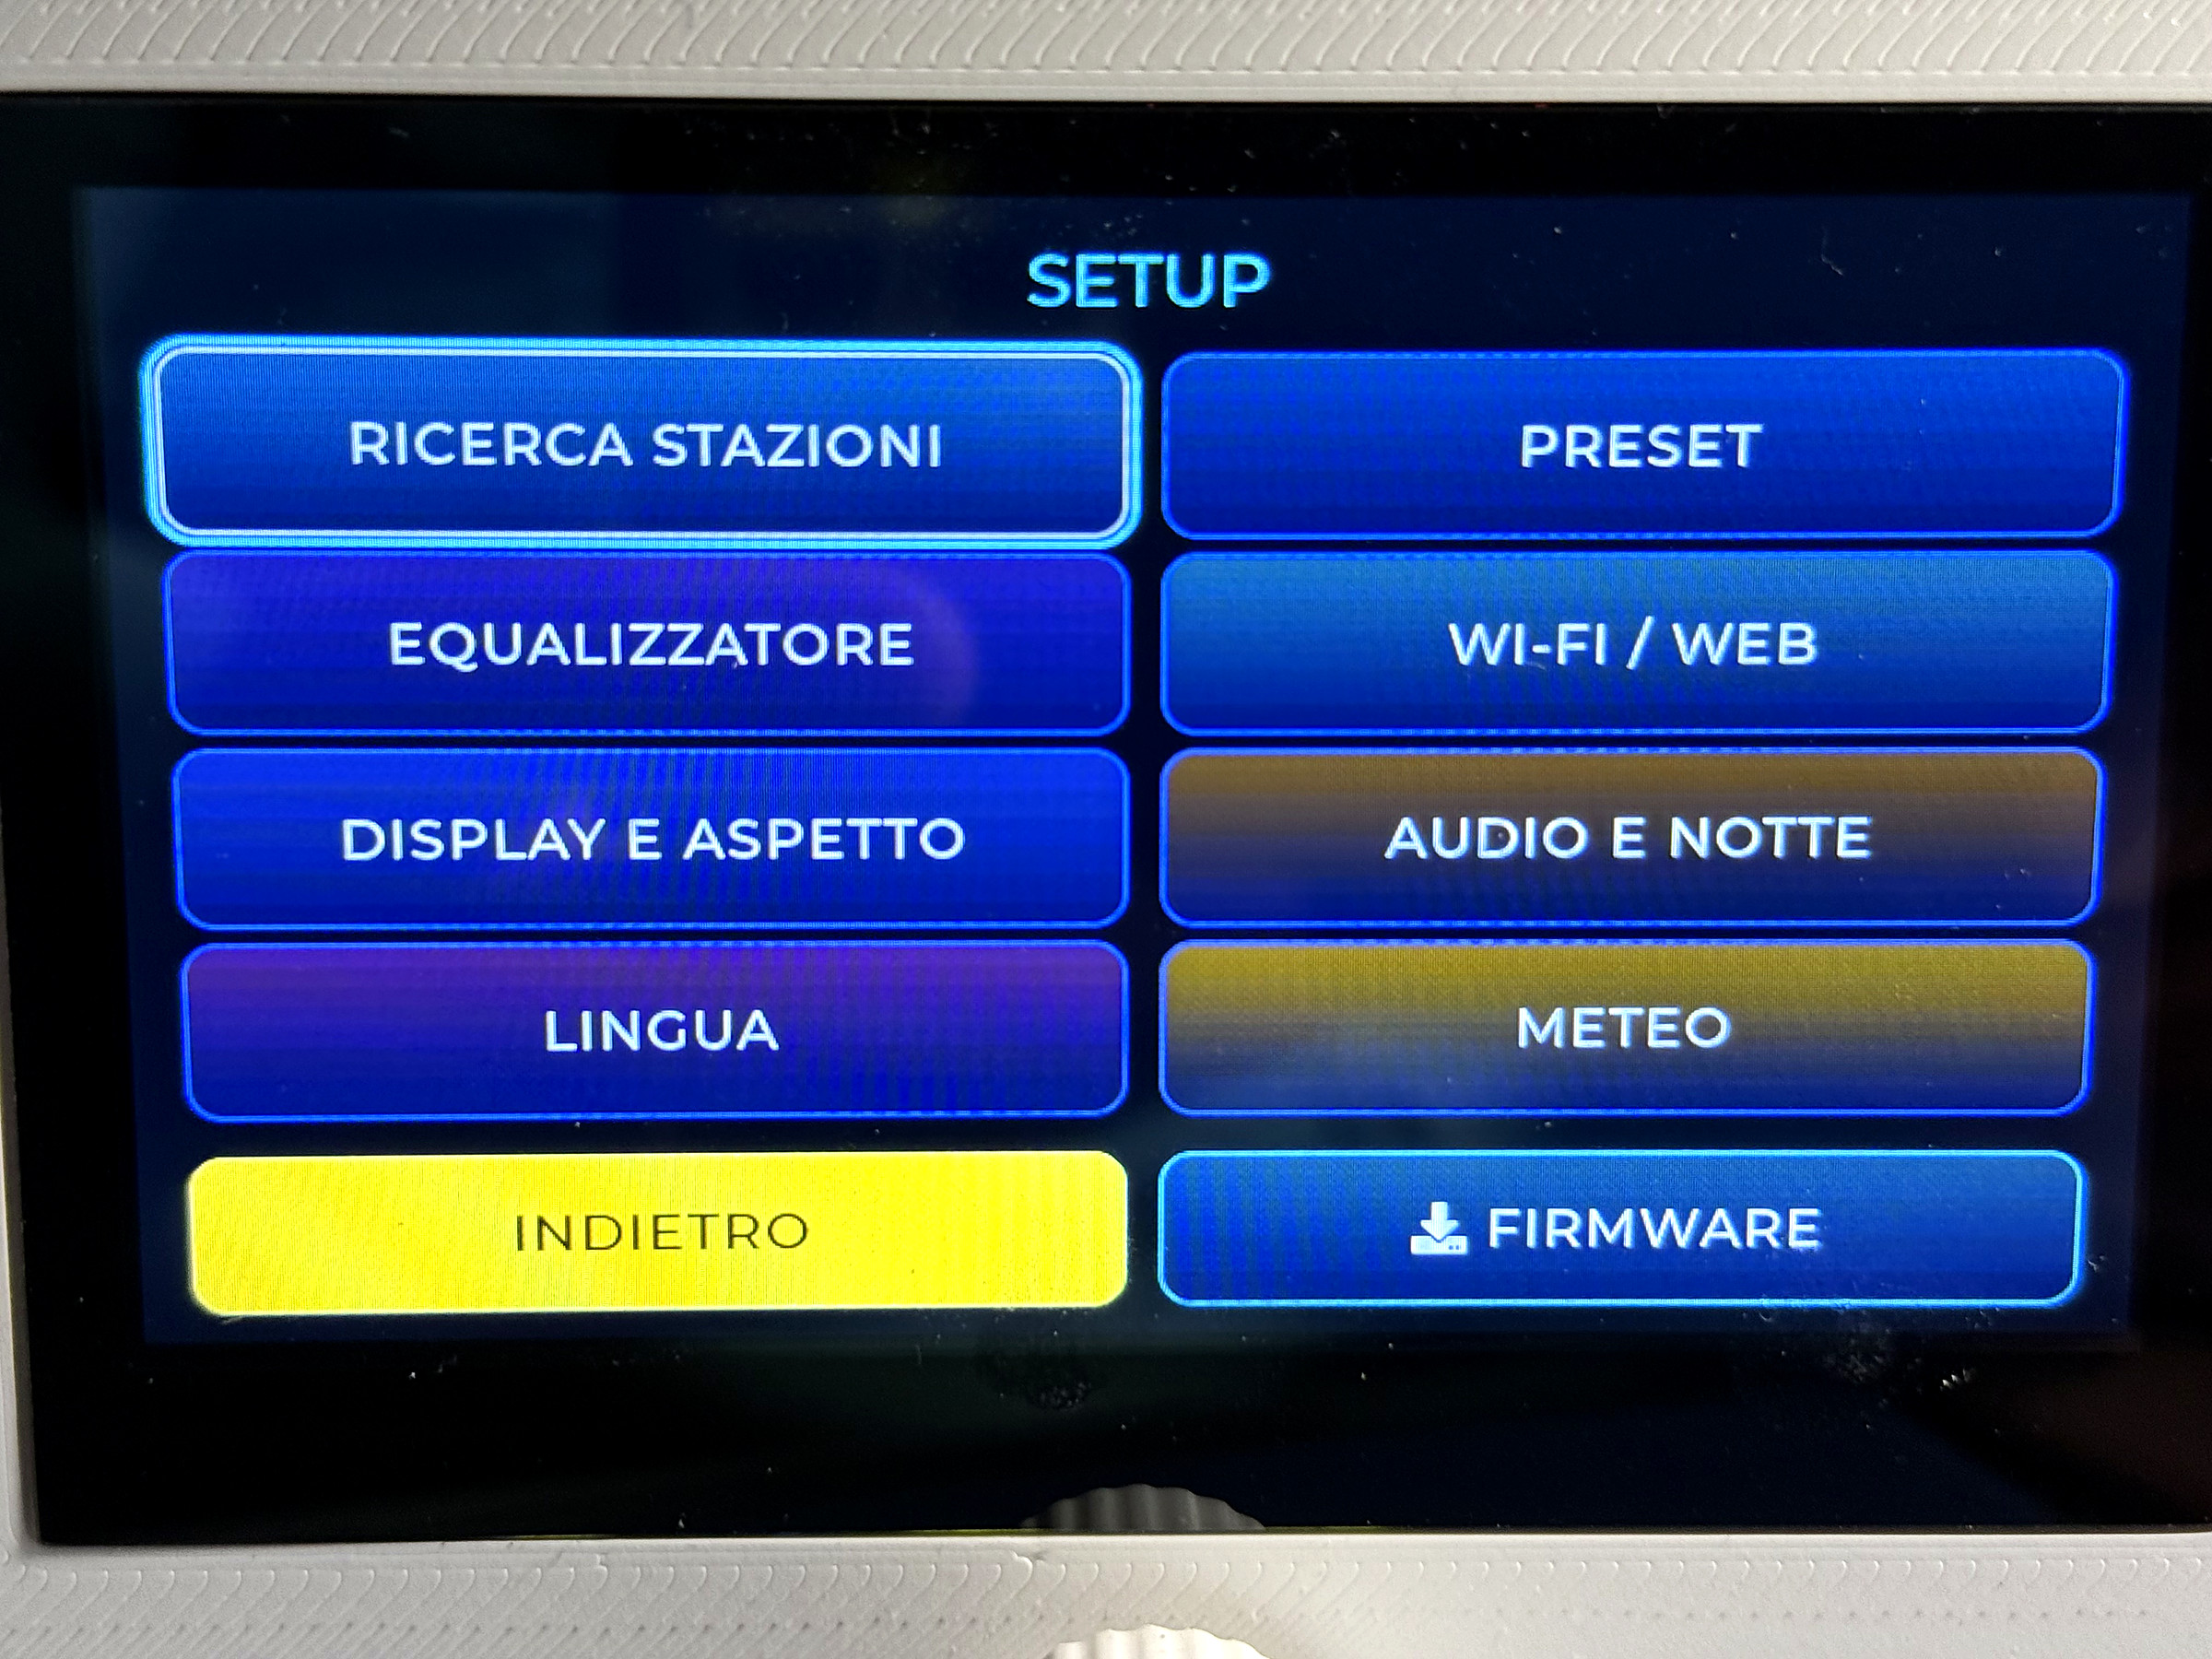 SETUP
RICERCA STAZIONI
PRESET
EQUALIZZATORE
WI-FI / WEB
DISPLAY E ASPETTO
AUDIO E NOTTE
LINGUA
METEO
INDIETRO
FIRMWARE